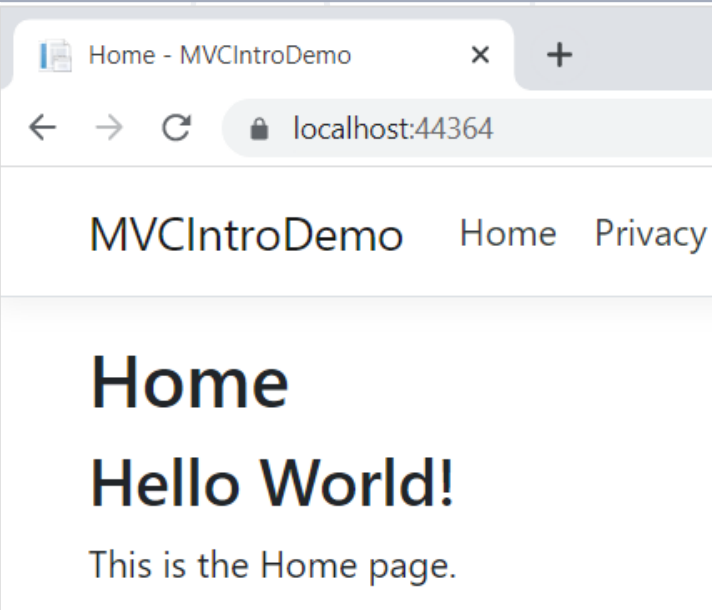 Home - MVCIntroDemo
localhost:44364
MVCIntroDemo Home Privacy
Home
Hello World!
This is the Home page.